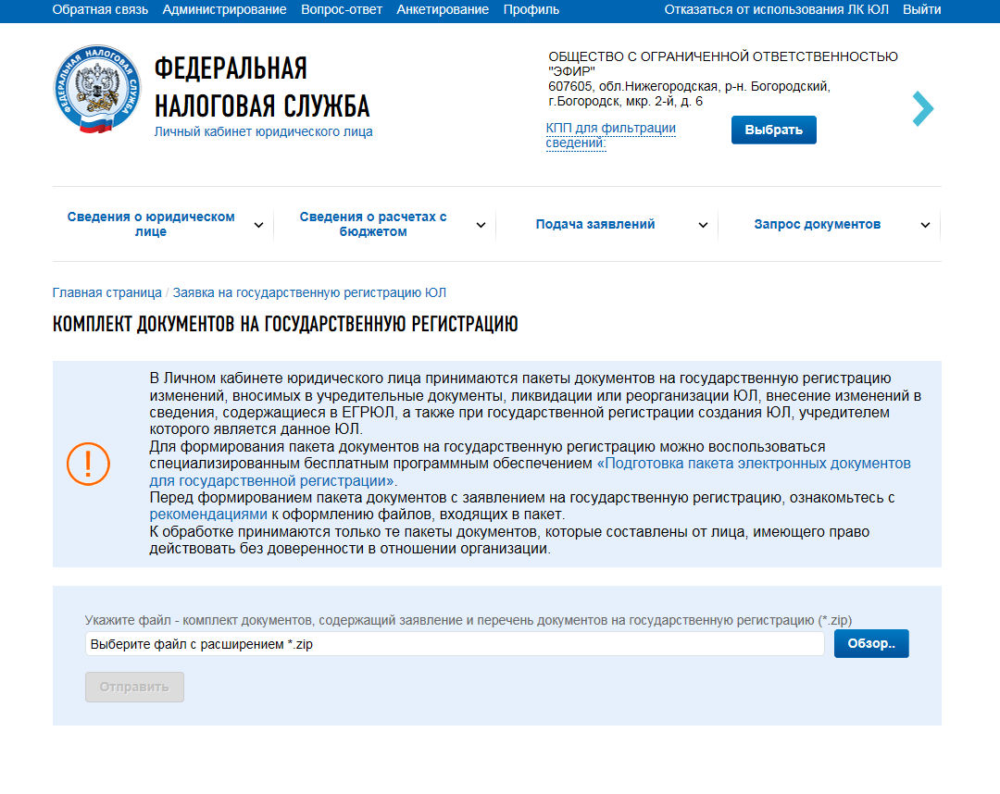 Обратная связь Администрирование Вопрос-ответ Анкетирование Профиль Отказаться от использования ЛК ЮЛ Выйти
ФЕДЕРАЛЬНАЯ НАЛОГОВАЯ СЛУЖБА
ФЕДЕРАЛЬНАЯ
НАЛОГОВАЯ СЛУЖБА
Личный кабинет юридического лица
ОБЩЕСТВО С ОГРАНИЧЕННОЙ ОТВЕТСТВЕННОСТЬЮ
"ЭФИР"
607605, обл.Нижегородская, р-н. Богородский,
г.Богородск, мкр. 2-й, д. 6
КПП для фильтрации
сведений:
Выбрать
Сведения о юридическом
лице
Сведения о расчетах с
бюджетом
Подача заявлений
Запрос документов
Главная страница / Заявка на государственную регистрацию ЮЛ
КОМПЛЕКТ ДОКУМЕНТОВ НА ГОСУДАРСТВЕННУЮ РЕГИСТРАЦИЮ
В Личном кабинете юридического лица принимаются пакеты документов на государственную регистрацию
изменений, вносимых в учредительные документы, ликвидации или реорганизации ЮЛ, внесение изменений в
сведения, содержащиеся в ЕГРЮЛ, а также при государственной регистрации создания ЮЛ, учредителем
которого является данное ЮЛ.
Для формирования пакета документов на государственную регистрацию можно воспользоваться
специализированным бесплатным программным обеспечением «Подготовка пакета электронных документов
для государственной регистрации».
Перед формированием пакета документов с заявлением на государственную регистрацию, ознакомьтесь с
рекомендациями к оформлению файлов, входящих в пакет.
К обработке принимаются только те пакеты документов, которые составлены от лица, имеющего право
действовать без доверенности в отношении организации.
Укажите файл - комплект документов, содержащий заявление и перечень документов на государственную регистрацию (*.zip)
Выберите файл с расширением *.zip
Обзор..
Отправить